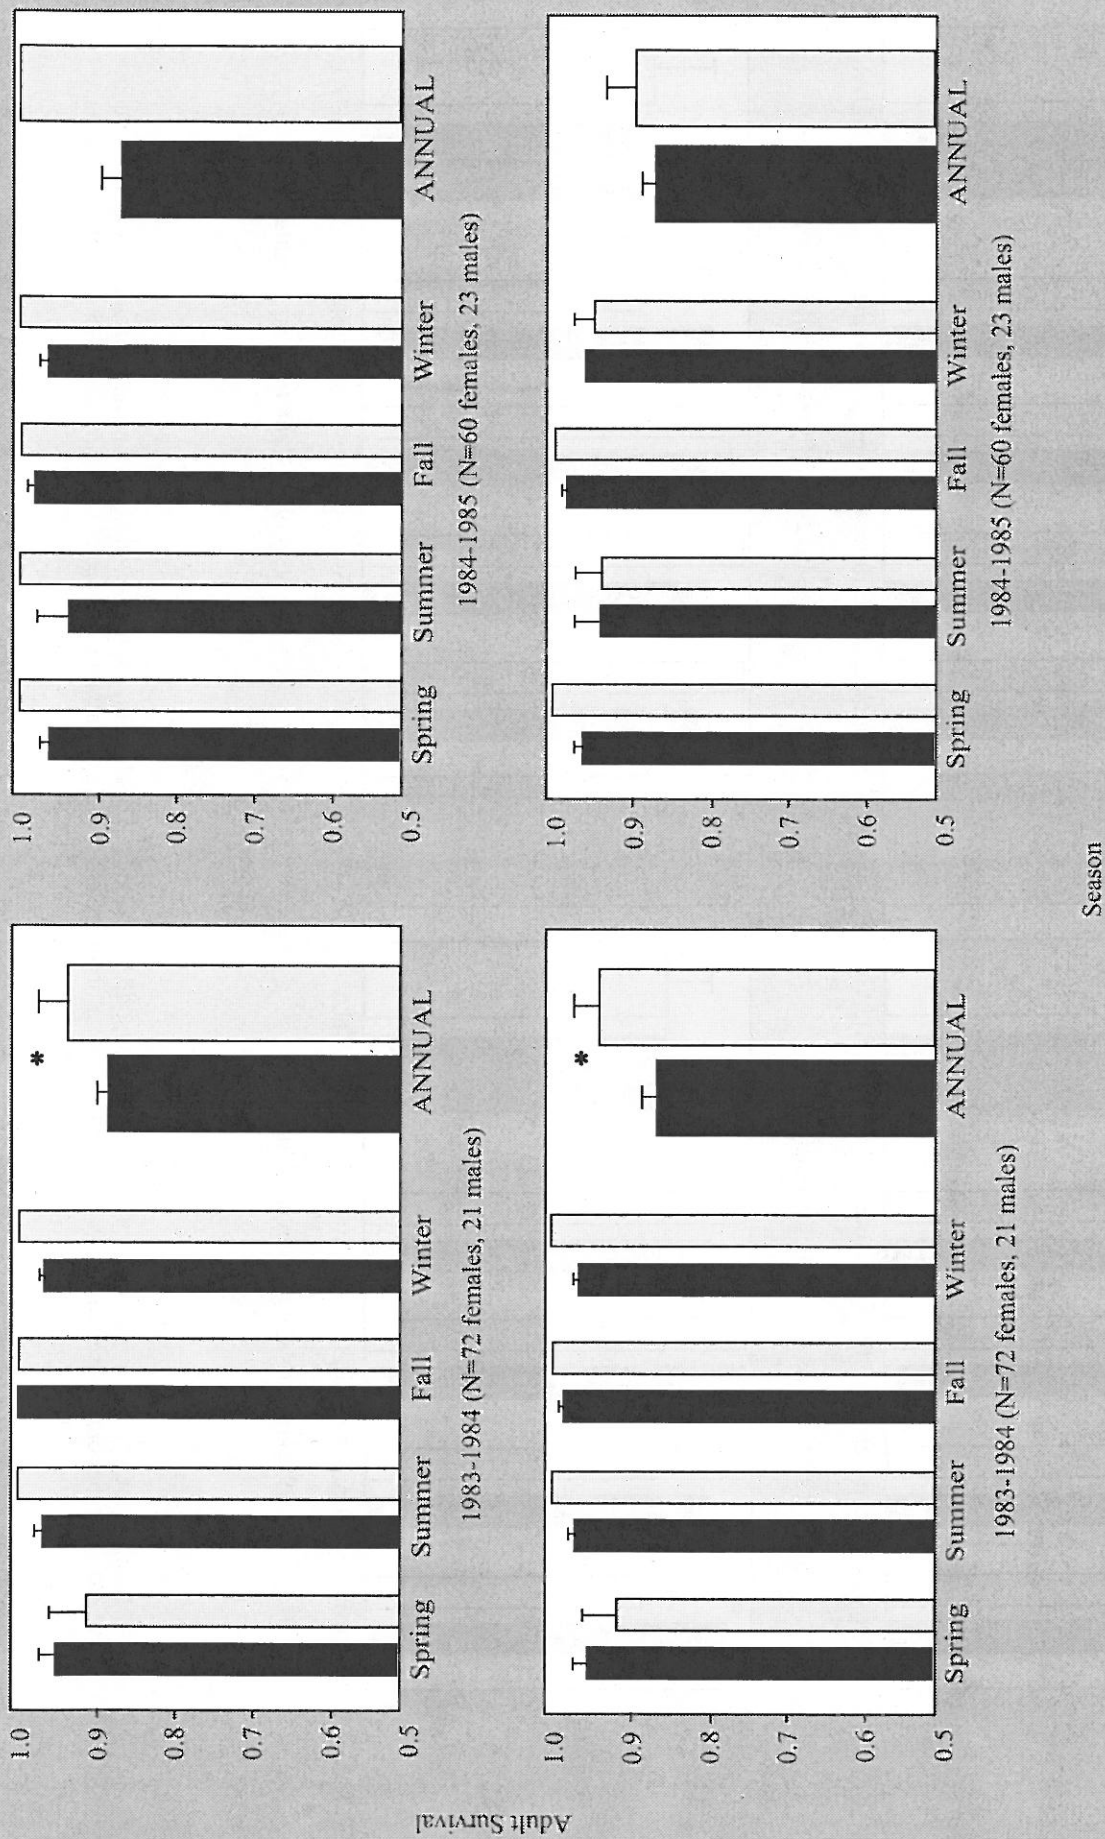 Adult Survival
1.0
0.9
0.8
0.7
0.6
0.5
*
Spring Summer Fall Winter ANNUAL
1983-1984 (N=72 females, 21 males)
1.0
0.9
0.8
0.7
0.6
0.5
Spring Summer Fall Winter ANNUAL
1984-1985 (N=60 females, 23 males)
1.0
0.9
0.8
0.7
0.6
0.5
*
Spring Summer Fall Winter ANNUAL
1983-1984 (N=72 females, 21 males)
1.0
0.9
0.8
0.7
0.6
0.5
Spring Summer Fall Winter ANNUAL
1984-1985 (N=60 females, 23 males)
Season